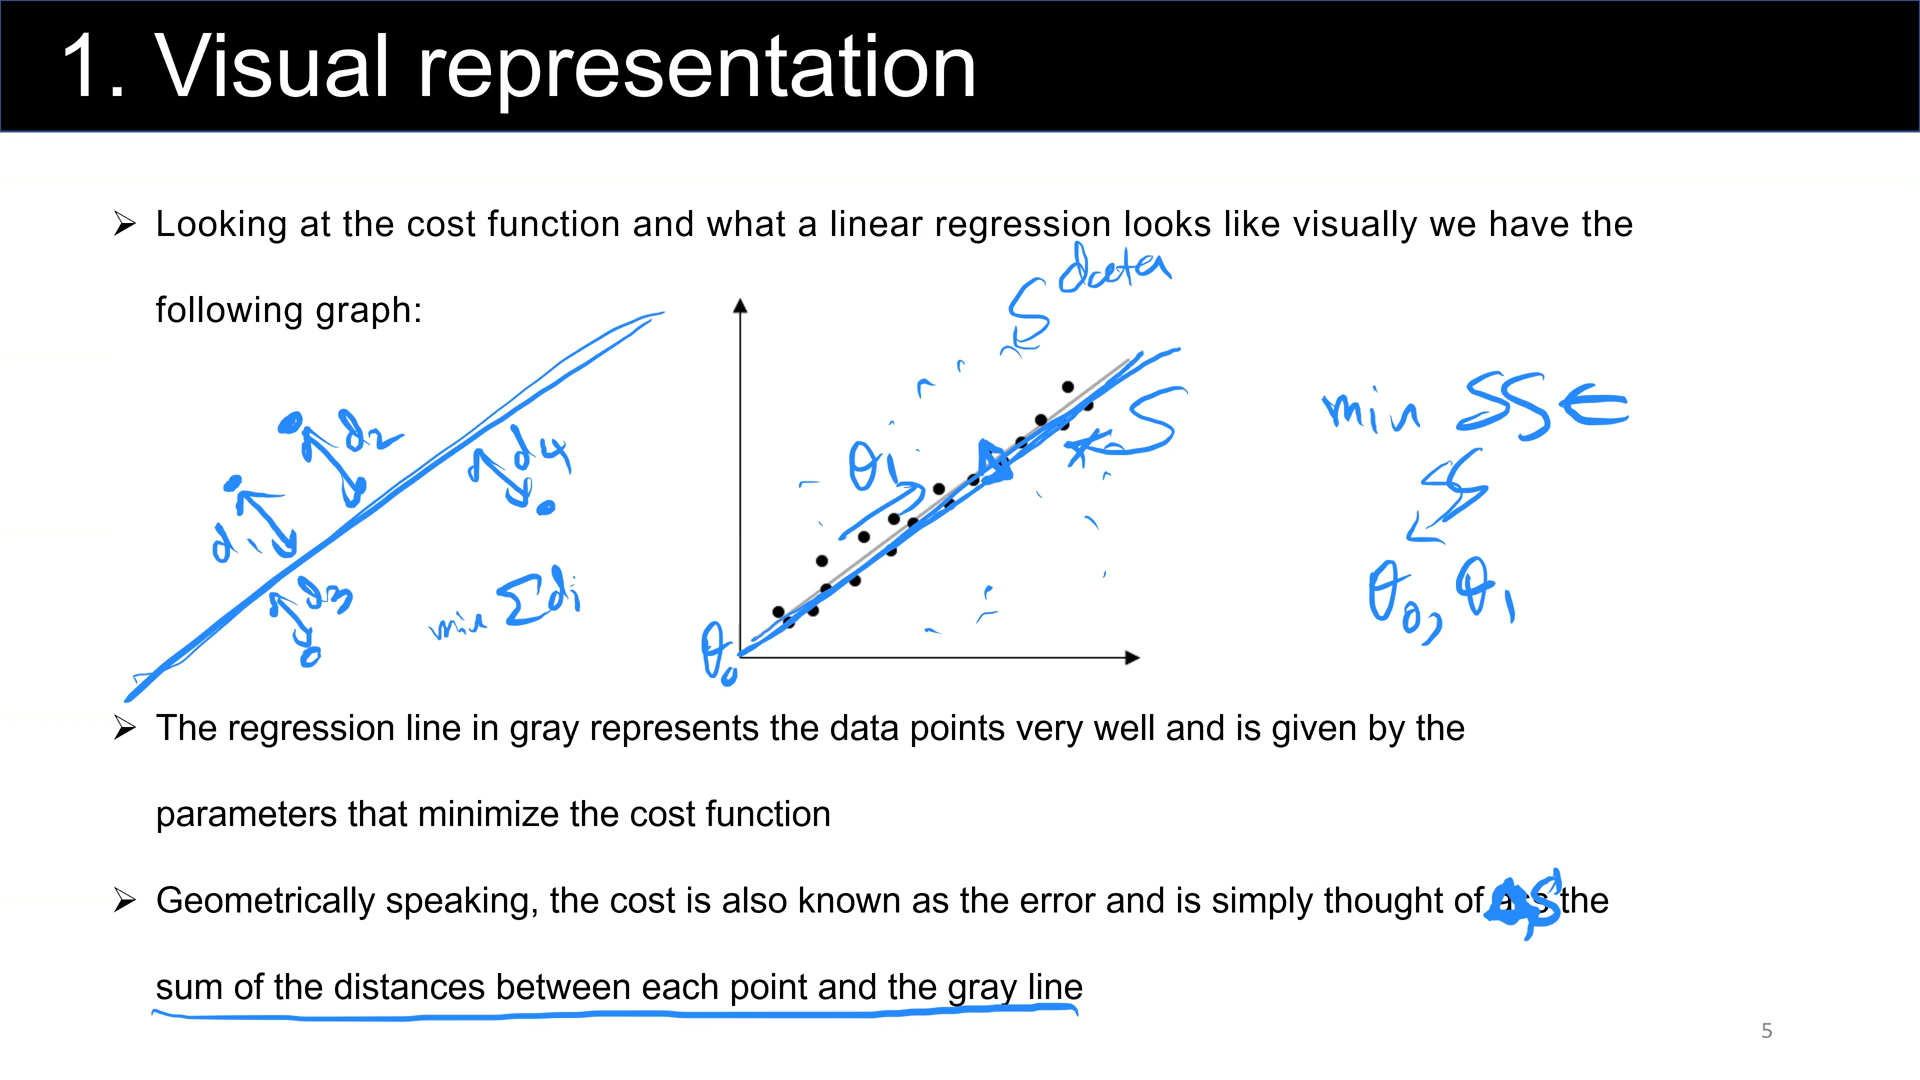 1. Visual representation
➢ Looking at the cost function and what a linear regression looks like visually we have the
following graph:
data
d2
d4
d1
d3
min Σdi
θ1
θ0
min SSE
θ0, θ1
➢ The regression line in gray represents the data points very well and is given by the
parameters that minimize the cost function
➢ Geometrically speaking, the cost is also known as the error and is simply thought of as the
sum of the distances between each point and the gray line
5